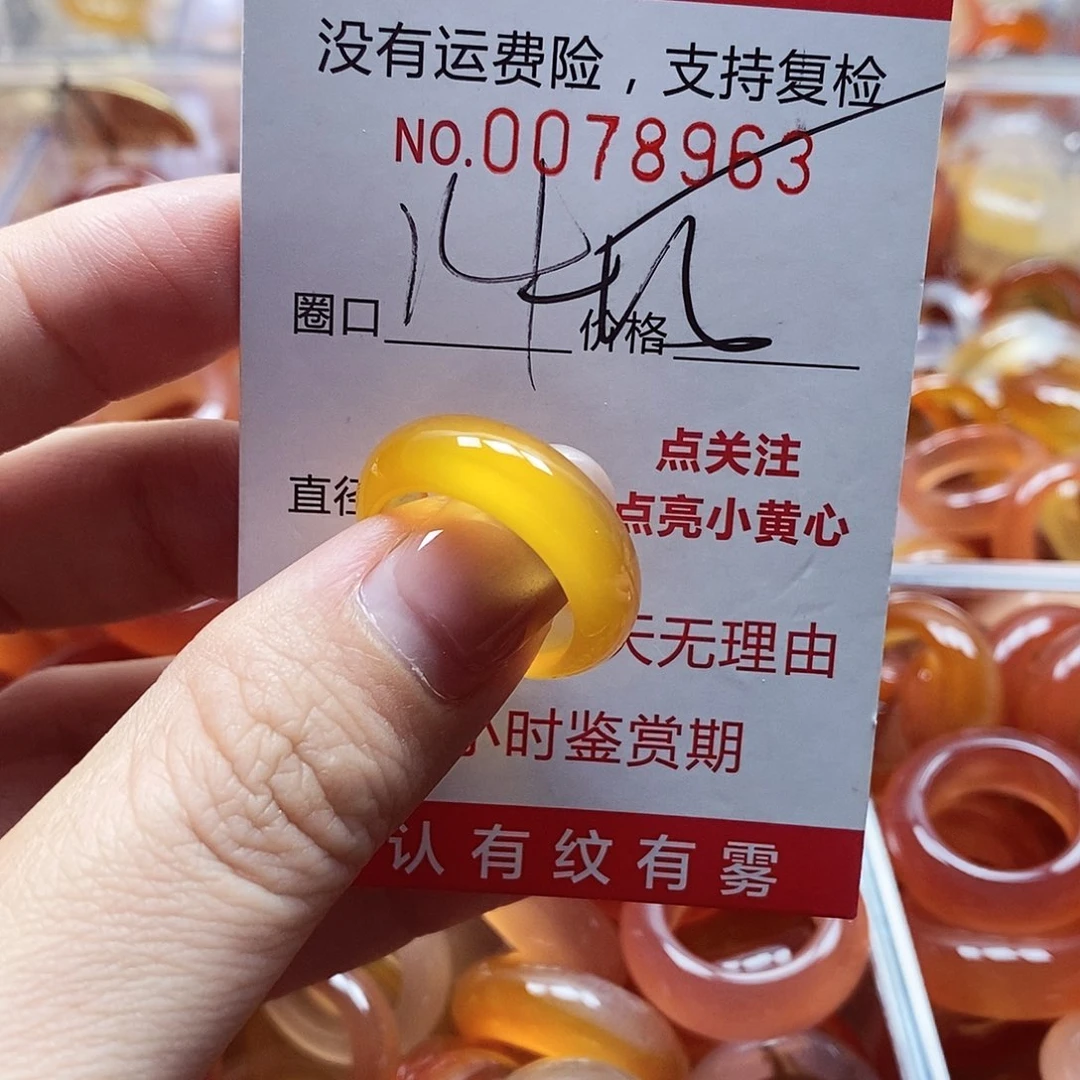 没有运费险，支持复检
NO.0078963
圈口 14 价格
直径
点关注
点亮小黄心
天无理由
小时鉴赏期
认有纹有雾